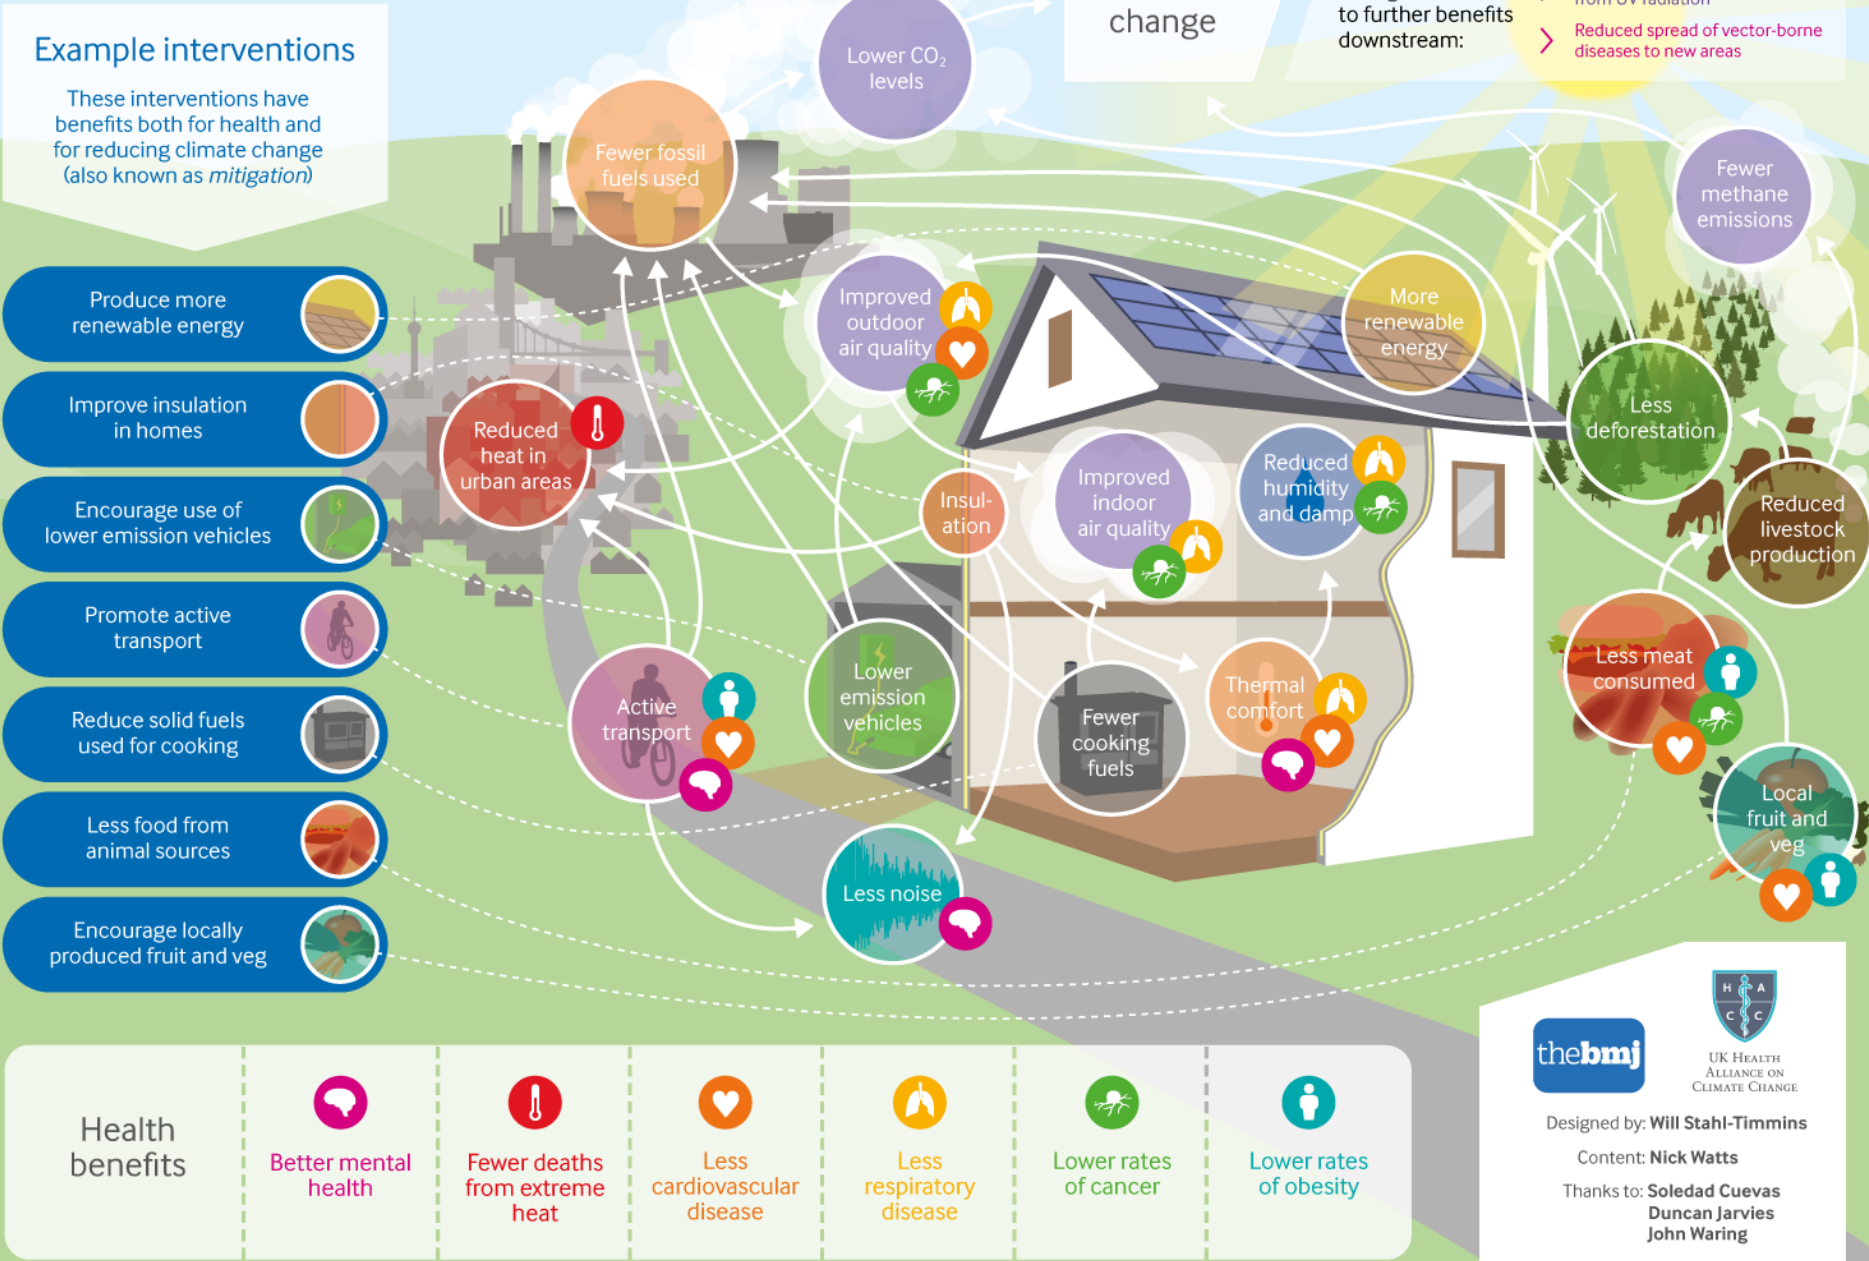 Example interventions
These interventions have
benefits both for health and
for reducing climate change
(also known as mitigation)
Produce more
renewable energy
Improve insulation
in homes
Encourage use of
lower emission vehicles
Promote active
transport
Reduce solid fuels
used for cooking
Less food from
animal sources
Encourage locally
produced fruit and veg
Lower CO₂
levels
change
to further benefits
downstream:
from UV radiation
Reduced spread of vector-borne
diseases to new areas
Fewer fossil
fuels used
Fewer
methane
emissions
Improved
outdoor
air quality
More
renewable
energy
Reduced
heat in
urban areas
Less
deforestation
Insul-
ation
Improved
indoor
air quality
Reduced
humidity
and damp
Reduced
livestock
production
Active
transport
Lower
emission
vehicles
Fewer
cooking
fuels
Thermal
comfort
Less meat
consumed
Local
fruit and
veg
Less noise
Health
benefits
Better mental
health
Fewer deaths
from extreme
heat
Less
cardiovascular
disease
Less
respiratory
disease
Lower rates
of cancer
Lower rates
of obesity
thebmj
H A
C C
UK HEALTH
ALLIANCE ON
CLIMATE CHANGE
Designed by: Will Stahl-Timmins
Content: Nick Watts
Thanks to: Soledad Cuevas
Duncan Jarvies
John Waring